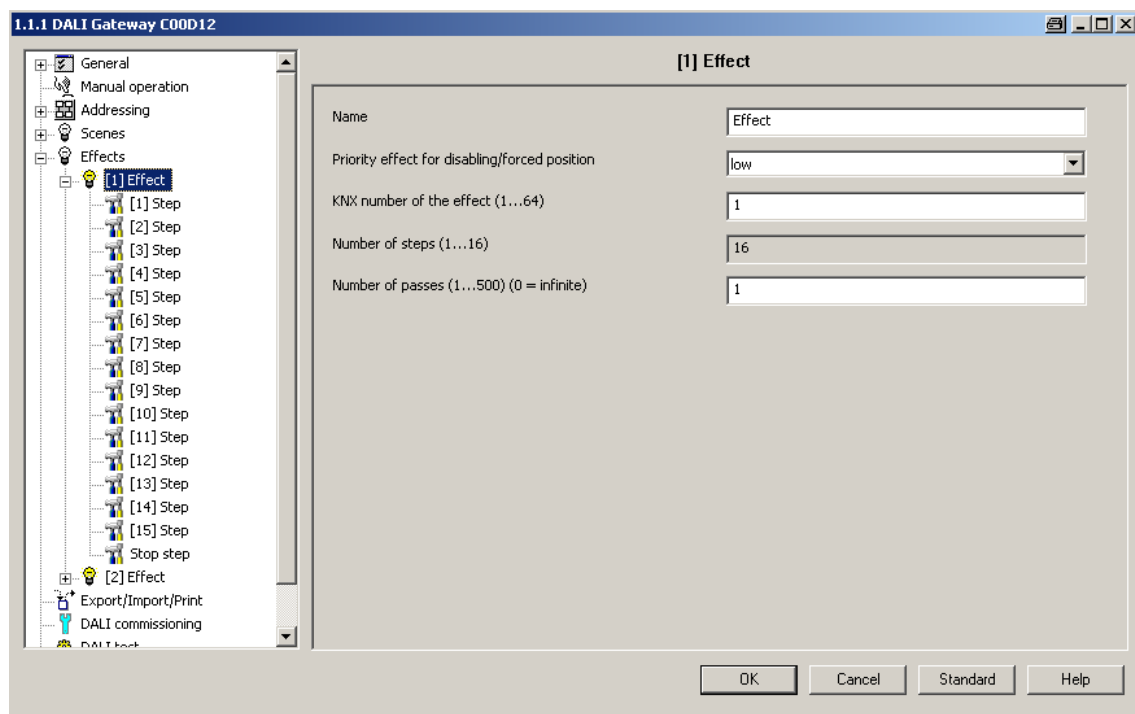 1.1.1 DALI Gateway C00D12
General
Manual operation
Addressing
Scenes
Effects
[1] Effect
[1] Step
[2] Step
[3] Step
[4] Step
[5] Step
[6] Step
[7] Step
[8] Step
[9] Step
[10] Step
[11] Step
[12] Step
[13] Step
[14] Step
[15] Step
Stop step
[2] Effect
Export/Import/Print
DALI commissioning
DALI test
[1] Effect
Name
Effect
Priority effect for disabling/forced position
low
KNX number of the effect (1...64)
1
Number of steps (1...16)
16
Number of passes (1...500) (0 = infinite)
1
OK
Cancel
Standard
Help